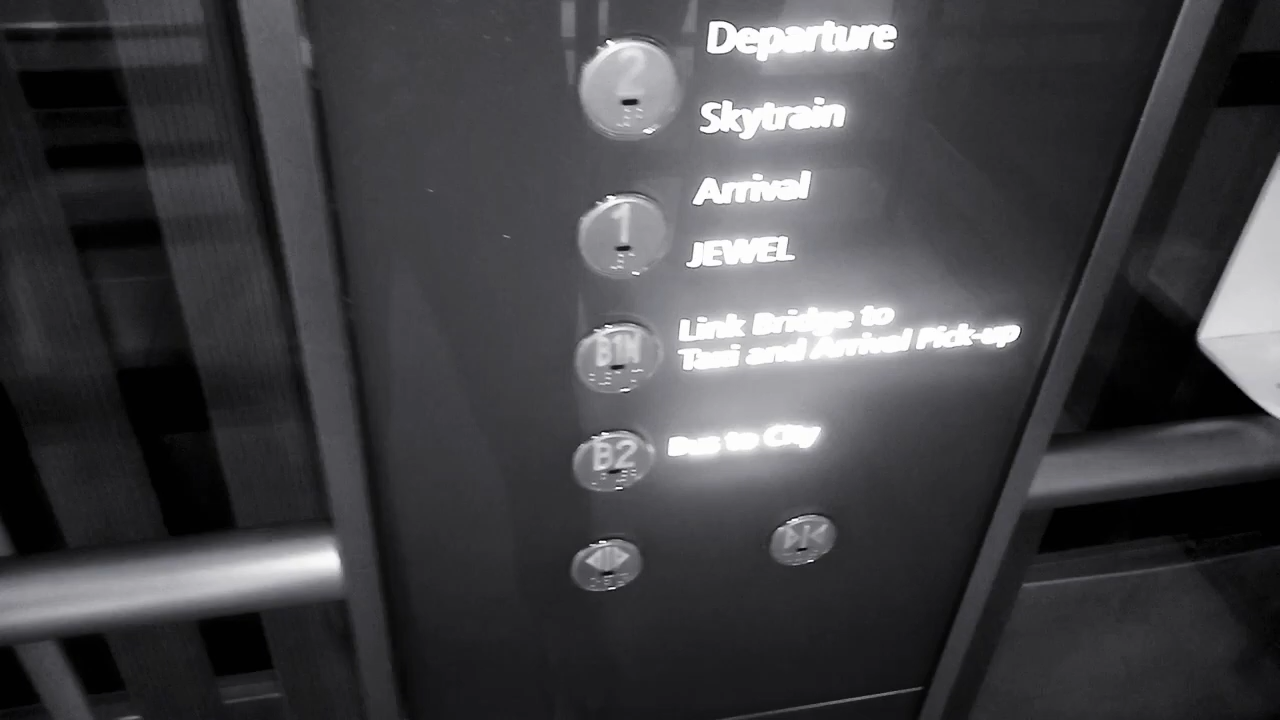 2 Departure
Skytrain
1 Arrival
JEWEL
B1M Link Bridge to
Taxi and Arrival Pick-up
B2 Bus to City